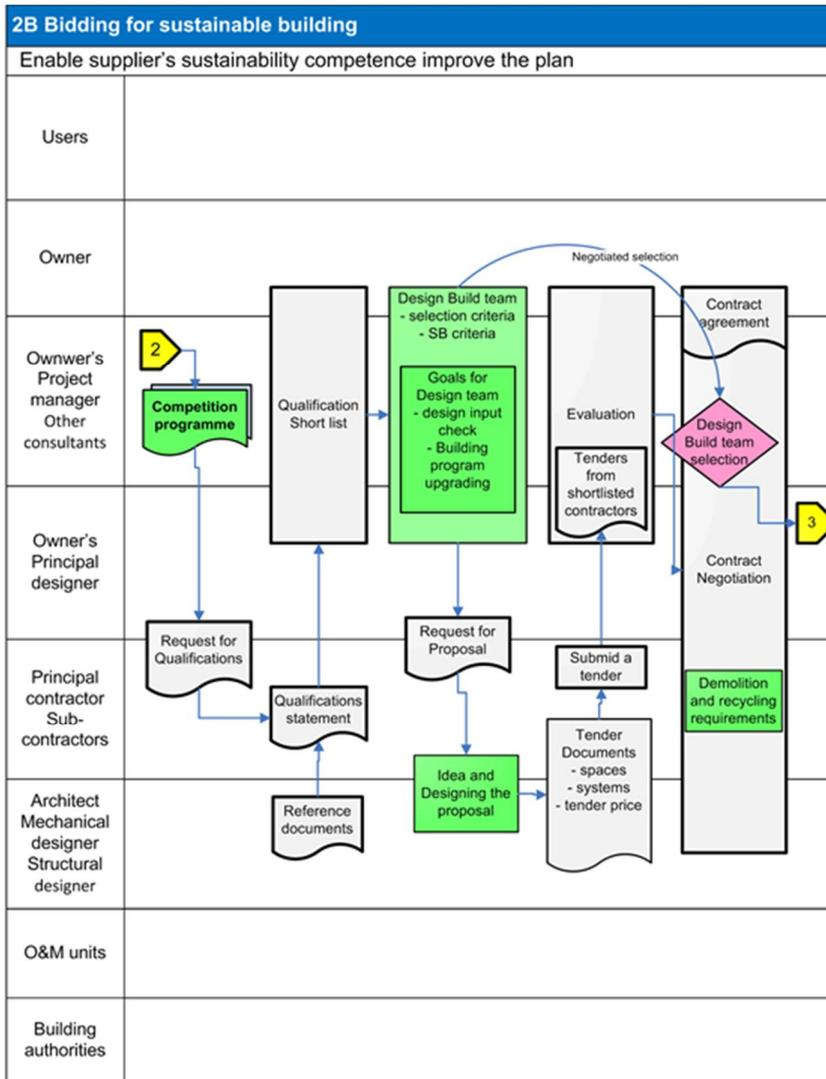 2B Bidding for sustainable building
Enable supplier's sustainability competence improve the plan
Users
Owner
Negotiated selection
Ownwer's
Project
manager
Other
consultants
2
Competition
programme
Qualification
Short list
Design Build team
- selection criteria
- SB criteria
Goals for
Design team
- design input
check
- Building
program
upgrading
Evaluation
Tenders
from
shortlisted
contractors
Contract
agreement
Design
Build team
selection
3
Contract
Negotiation
Owner's
Principal
designer
Request for
Qualifications
Request for
Proposal
Principal
contractor
Sub-
contractors
Qualifications
statement
Submid a
tender
Demolition
and recycling
requirements
Tender
Documents
- spaces
- systems
- tender price
Idea and
Designing the
proposal
Architect
Mechanical
designer
Structural
designer
Reference
documents
O&M units
Building
authorities